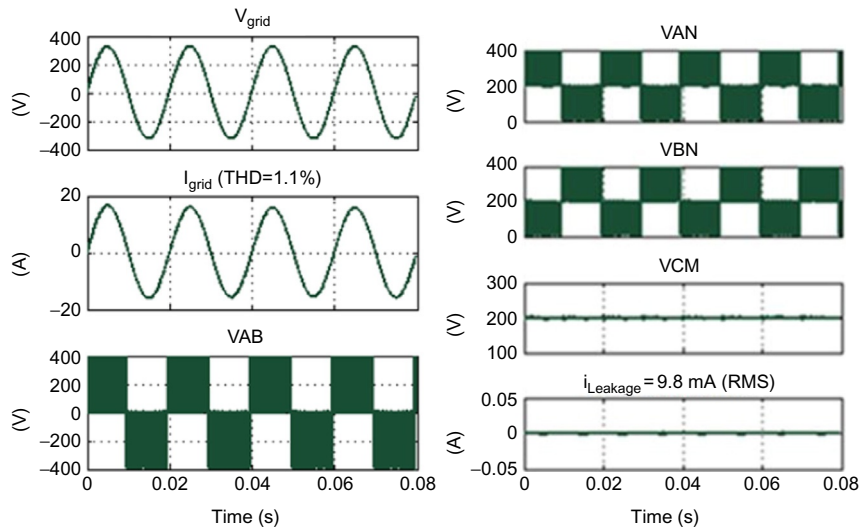 V_grid
400
200
0
−200
−400
(V)
I_grid (THD=1.1%)
20
0
−20
(A)
VAB
400
200
0
−200
−400
(V)
0 0.02 0.04 0.06 0.08
Time (s)
VAN
400
200
0
(V)
VBN
400
200
0
(V)
VCM
300
200
100
(V)
i_Leakage = 9.8 mA (RMS)
0.05
0
−0.05
(A)
0 0.02 0.04 0.06 0.08
Time (s)